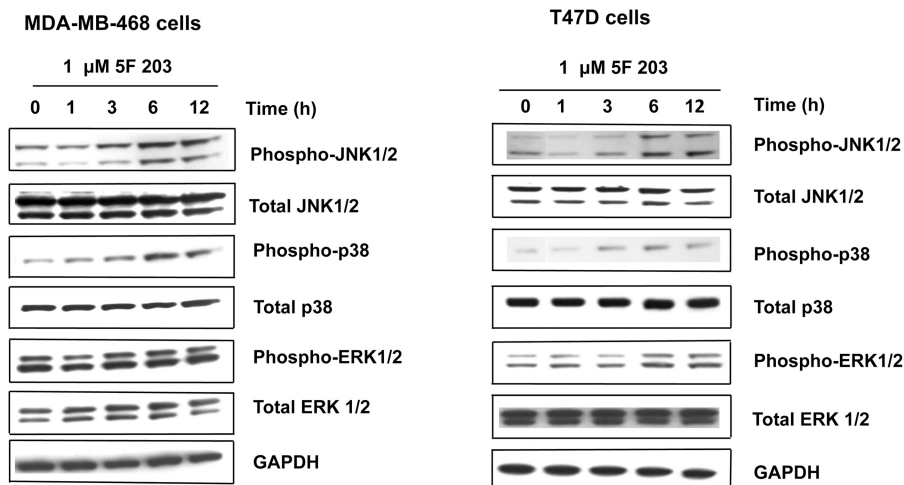 MDA-MB-468 cells
1 μM 5F 203
0 1 3 6 12 Time (h)
Phospho-JNK1/2
Total JNK1/2
Phospho-p38
Total p38
Phospho-ERK1/2
Total ERK 1/2
GAPDH
T47D cells
1 μM 5F 203
0 1 3 6 12 Time (h)
Phospho-JNK1/2
Total JNK1/2
Phospho-p38
Total p38
Phospho-ERK1/2
Total ERK 1/2
GAPDH